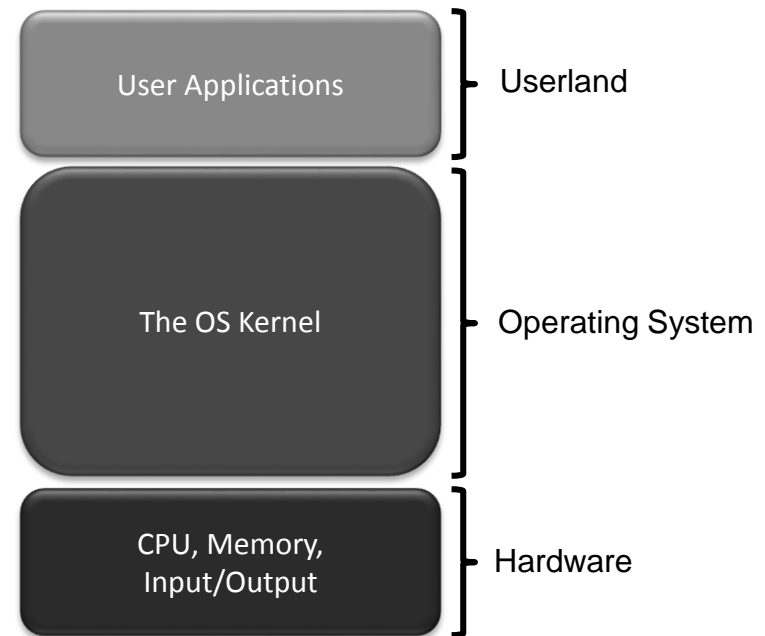 User Applications
Userland
The OS Kernel
Operating System
CPU, Memory,
Input/Output
Hardware